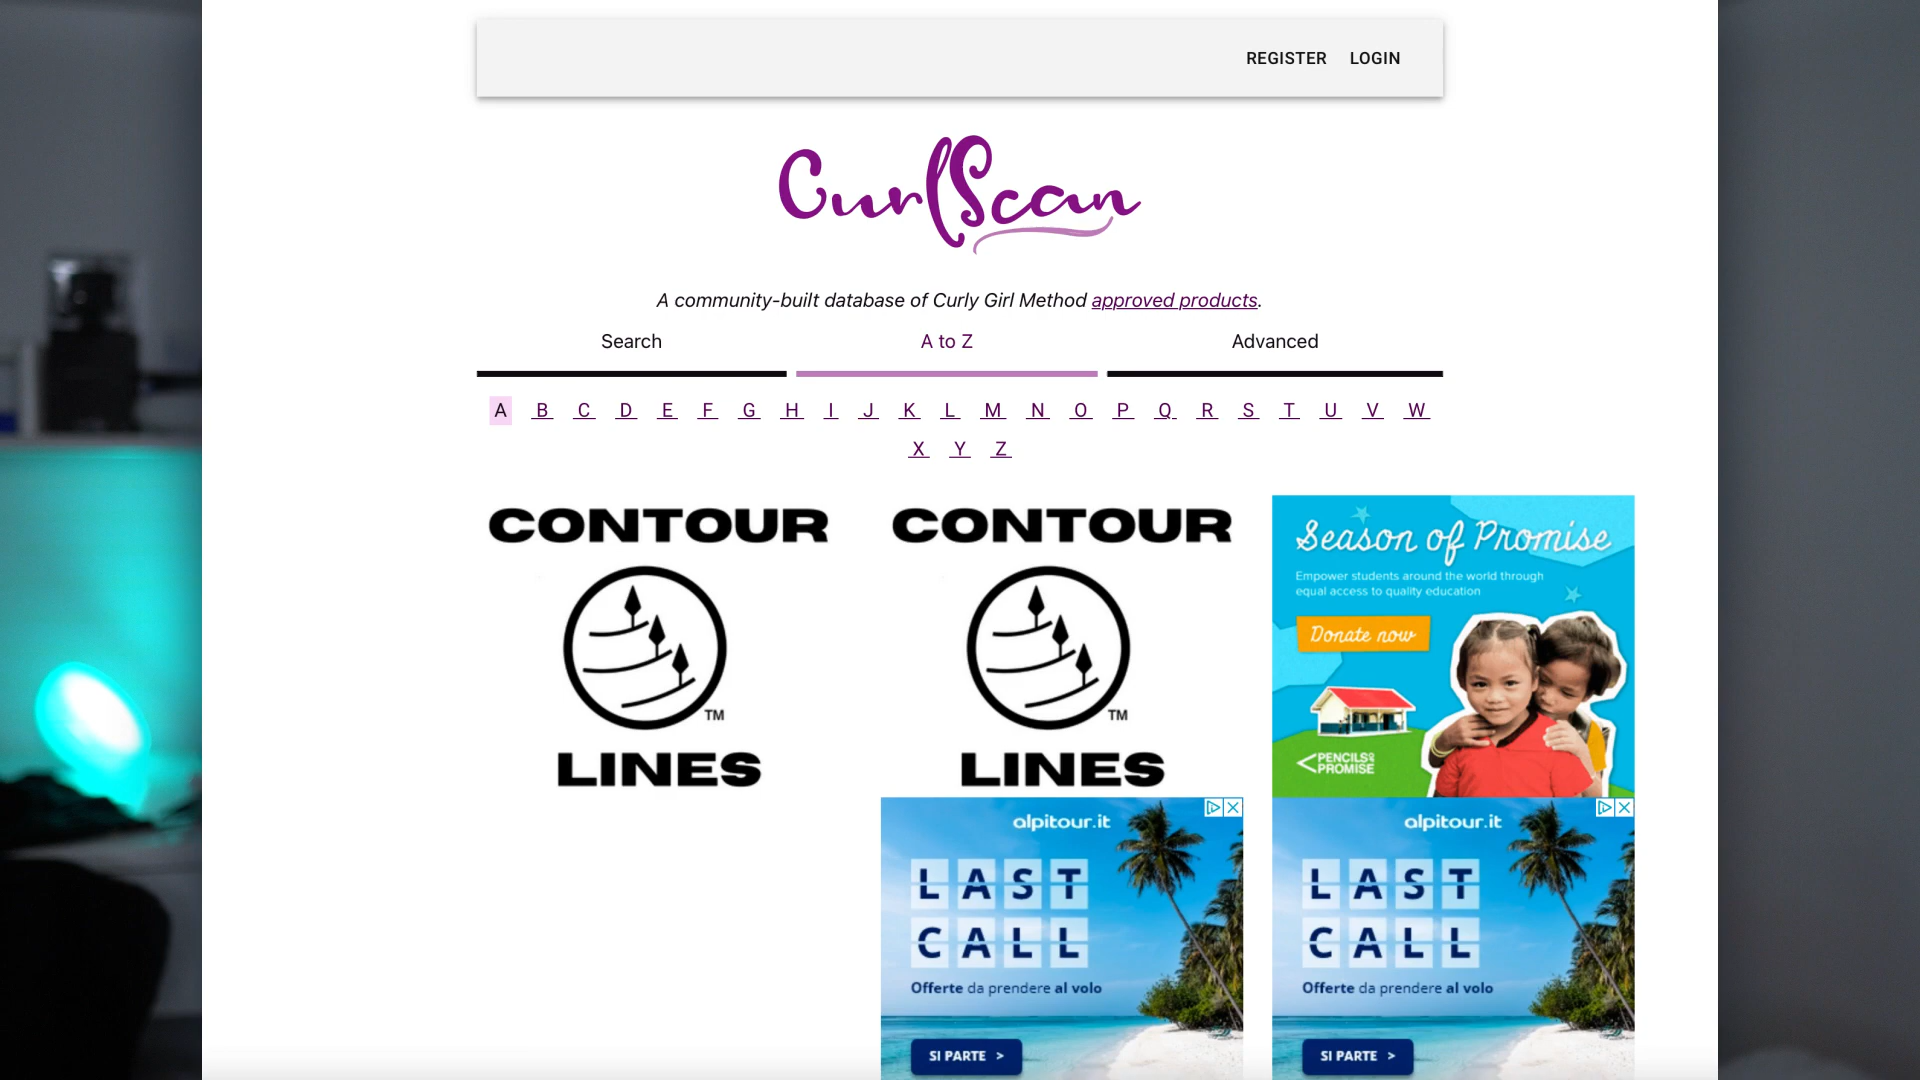 REGISTER LOGIN
CurlScan
A community-built database of Curly Girl Method approved products.
Search A to Z Advanced
A B C D E F G H I J K L M N O P Q R S T U V W
X Y Z
CONTOUR
TM
LINES
CONTOUR
TM
LINES
Season of Promise
Empower students around the world through
equal access to quality education
Donate now
PENCILS OF
PROMISE
alpitour.it
LAST
CALL
Offerte da prendere al volo
SI PARTE >
alpitour.it
LAST
CALL
Offerte da prendere al volo
SI PARTE >